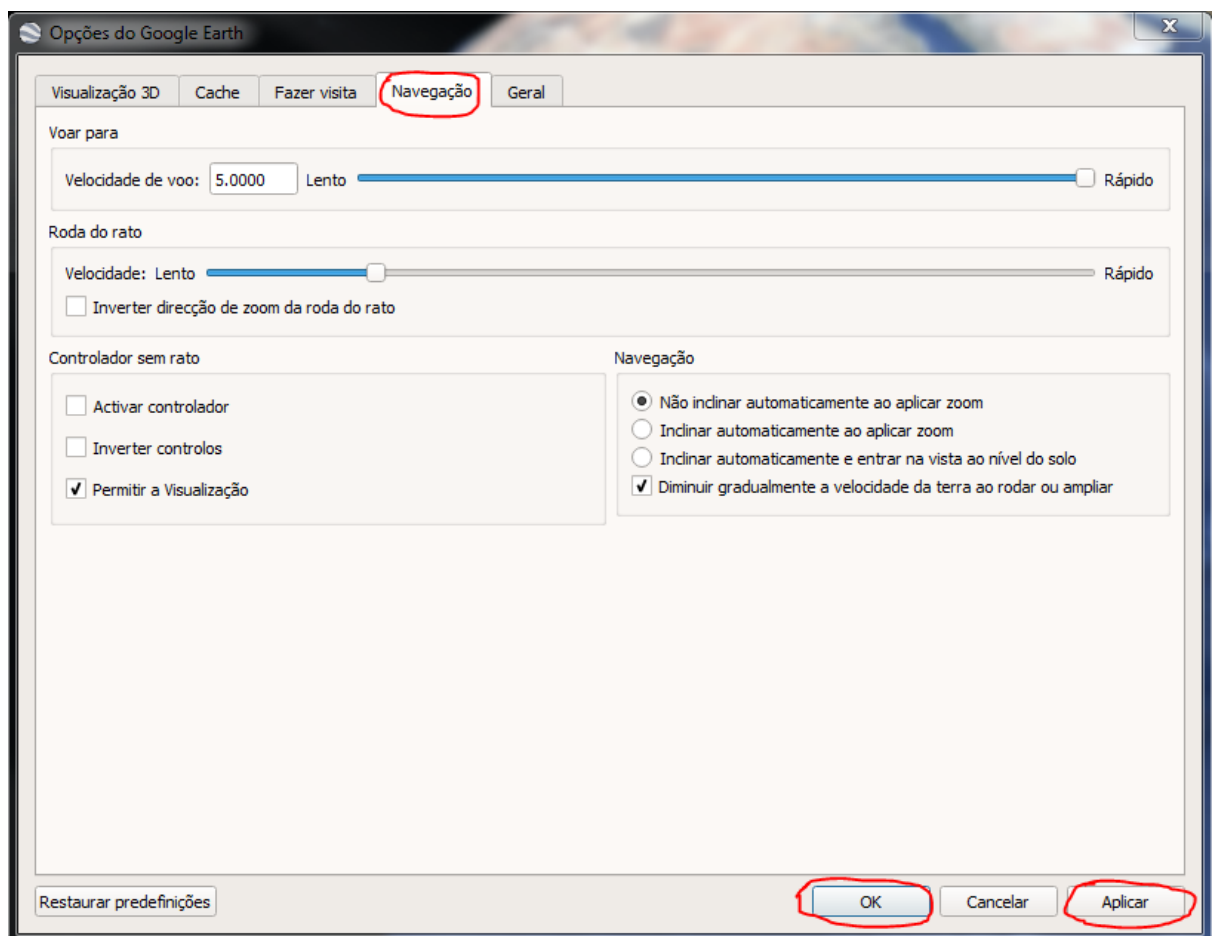 Opções do Google Earth
X
Visualização 3D Cache Fazer visita Navegação Geral
Voar para
Velocidade de voo: 5.0000 Lento Rápido
Roda do rato
Velocidade: Lento Rápido
Inverter direcção de zoom da roda do rato
Controlador sem rato
Activar controlador
Inverter controlos
Permitir a Visualização
Navegação
Não inclinar automaticamente ao aplicar zoom
Inclinar automaticamente ao aplicar zoom
Inclinar automaticamente e entrar na vista ao nível do solo
Diminuir gradualmente a velocidade da terra ao rodar ou ampliar
Restaurar predefinições OK Cancelar Aplicar